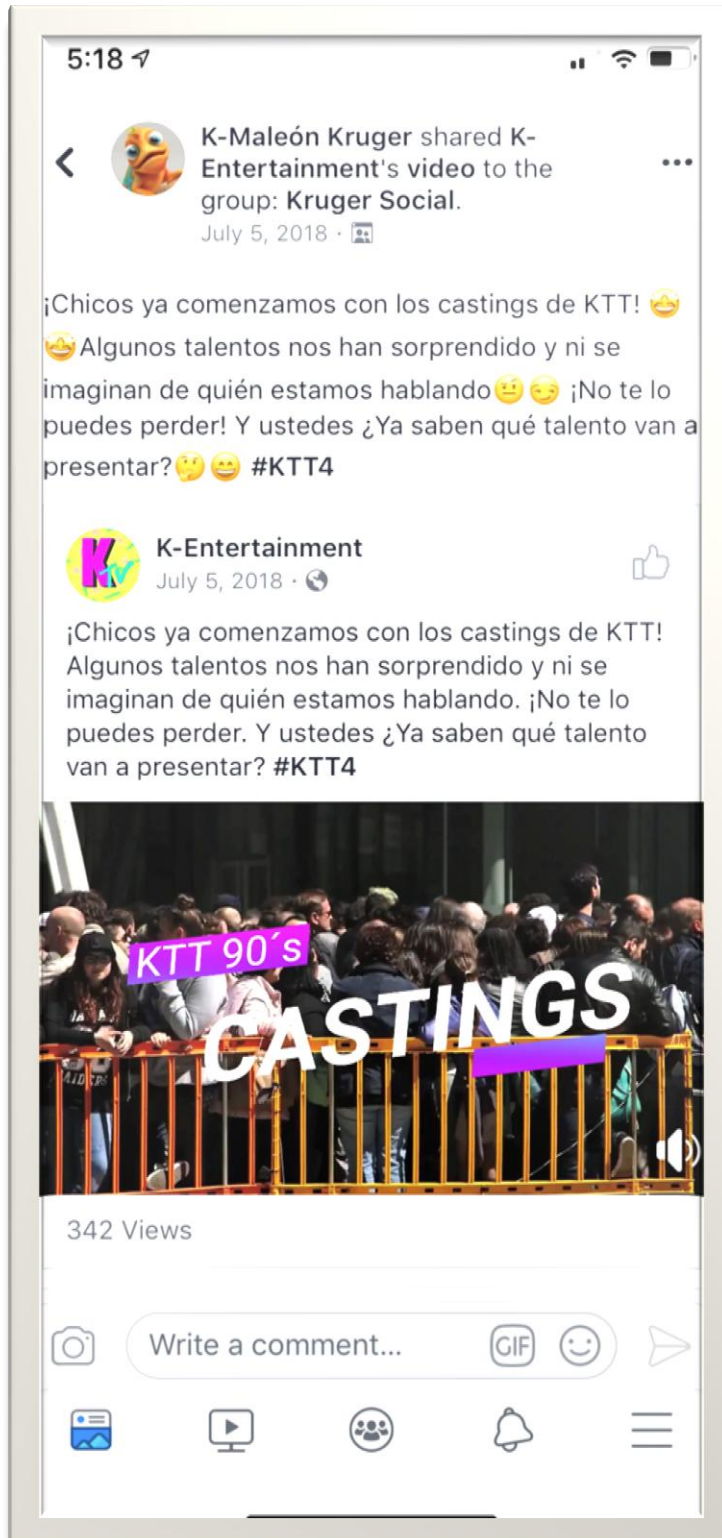 5:18
K-Maleón Kruger shared K-
Entertainment's video to the
group: Kruger Social.
July 5, 2018 ·
¡Chicos ya comenzamos con los castings de KTT! 🤩
🤩Algunos talentos nos han sorprendido y ni se
imaginan de quién estamos hablando🤨😏 ¡No te lo
puedes perder! Y ustedes ¿Ya saben qué talento van a
presentar?🤔😄 #KTT4
KTV
K-Entertainment
July 5, 2018 ·
¡Chicos ya comenzamos con los castings de KTT!
Algunos talentos nos han sorprendido y ni se
imaginan de quién estamos hablando. ¡No te lo
puedes perder. Y ustedes ¿Ya saben qué talento
van a presentar? #KTT4
KTT 90´s
CASTINGS
RAIDERS
342 Views
Write a comment...
GIF